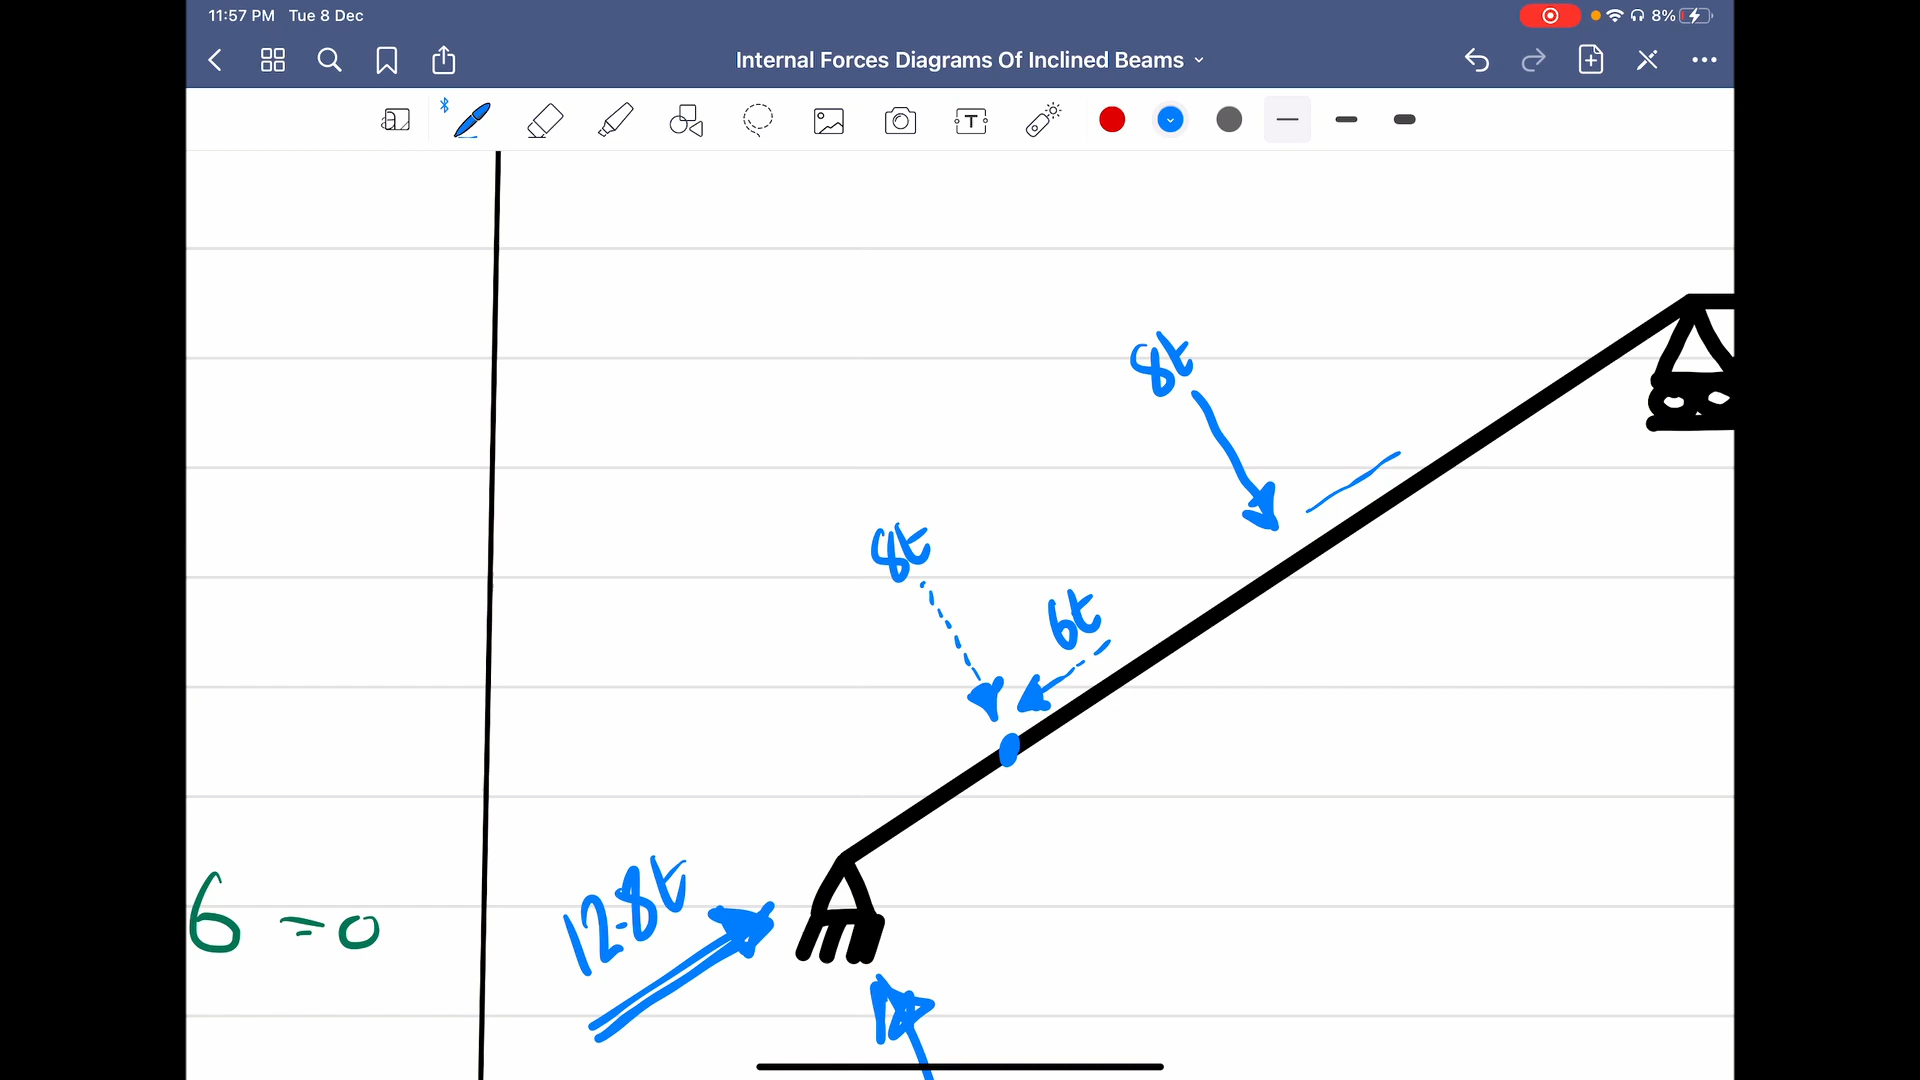 11:57 PM Tue 8 Dec
8%
Internal Forces Diagrams Of Inclined Beams
T
8t
8t
6t
12.8t
6 = 0